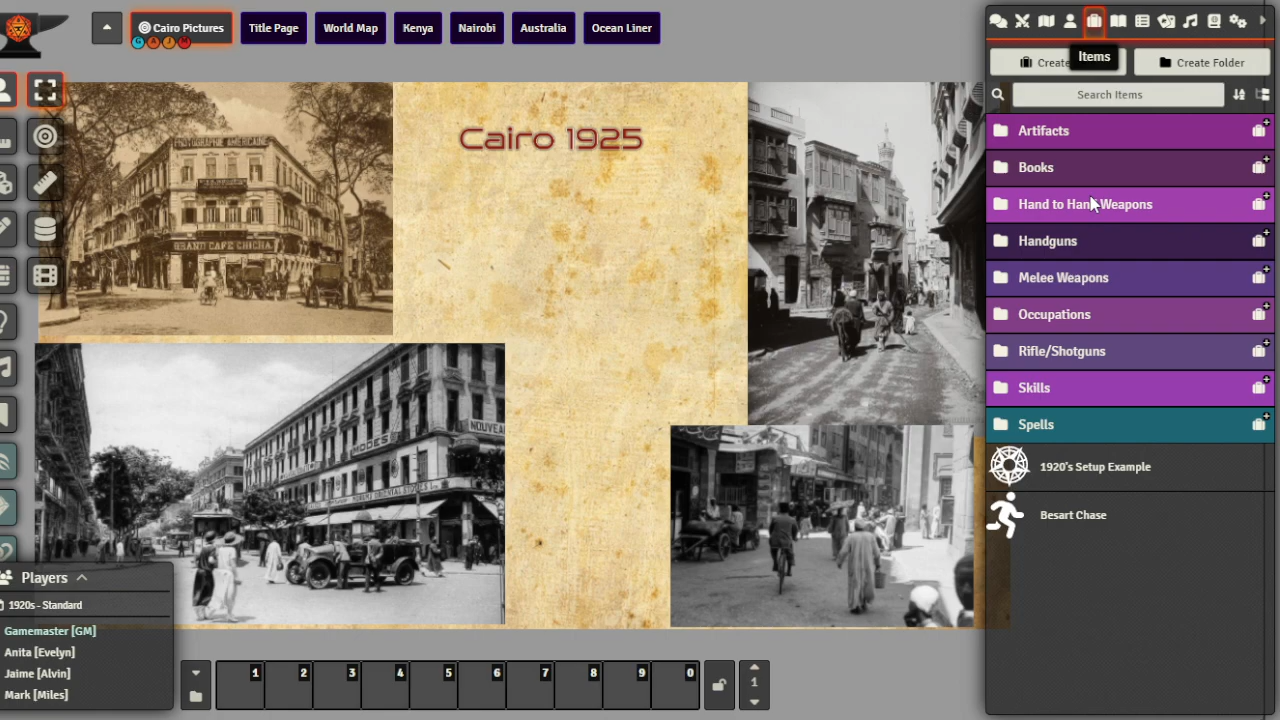 Cairo Pictures
G A J M
Title Page
World Map
Kenya
Nairobi
Australia
Ocean Liner
Items
Create
Create Folder
Search Items
Artifacts
Books
Hand to Hand Weapons
Handguns
Melee Weapons
Occupations
Rifle/Shotguns
Skills
Spells
1920's Setup Example
Besart Chase
Cairo 1925
PHOTOGRAPHIE AMERICAINE
GRAND CAFE CHICHA
MODES
NOUVEA
Players
1920s - Standard
Gamemaster [GM]
Anita [Evelyn]
Jaime [Alvin]
Mark [Miles]
1 2 3 4 5 6 7 8 9 0
1